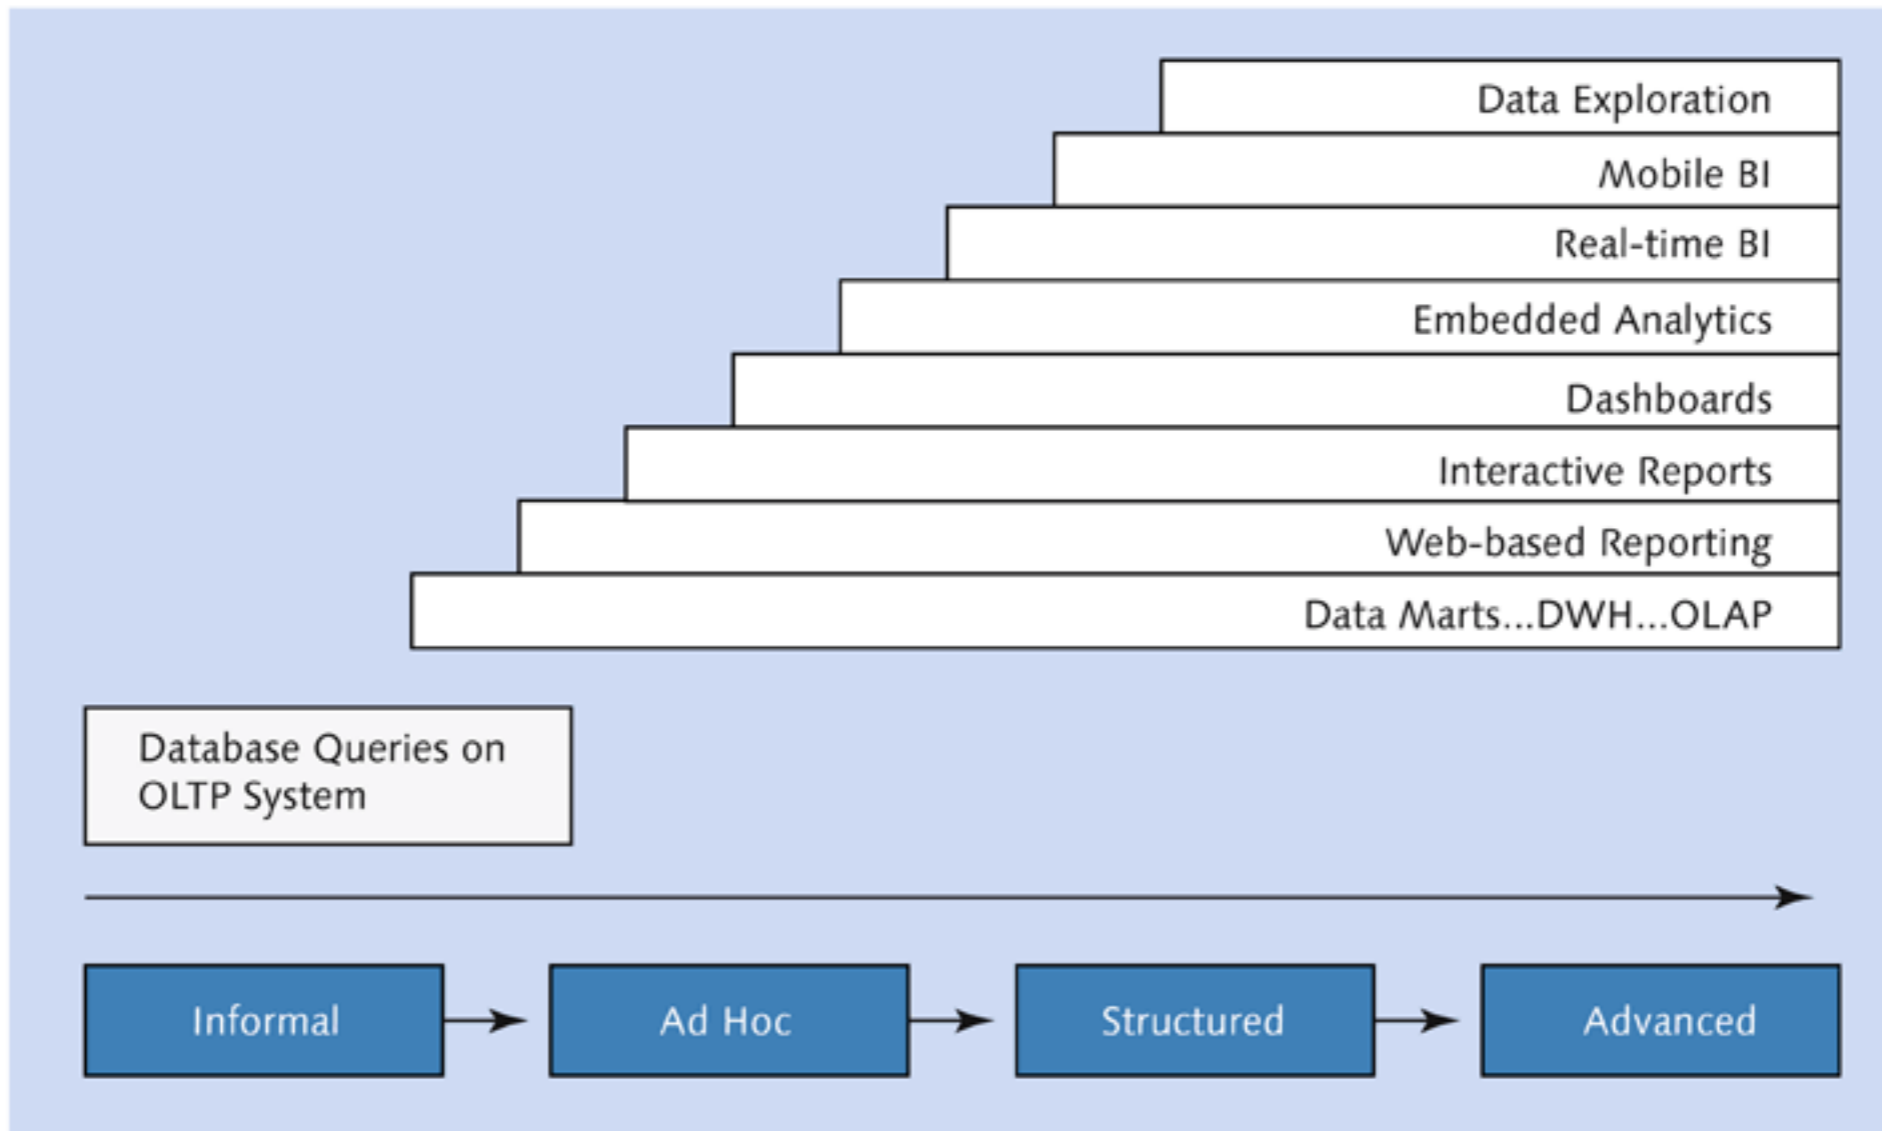 Data Exploration
Mobile BI
Real-time BI
Embedded Analytics
Dashboards
Interactive Reports
Web-based Reporting
Data Marts...DWH...OLAP
Database Queries on
OLTP System
Informal
Ad Hoc
Structured
Advanced